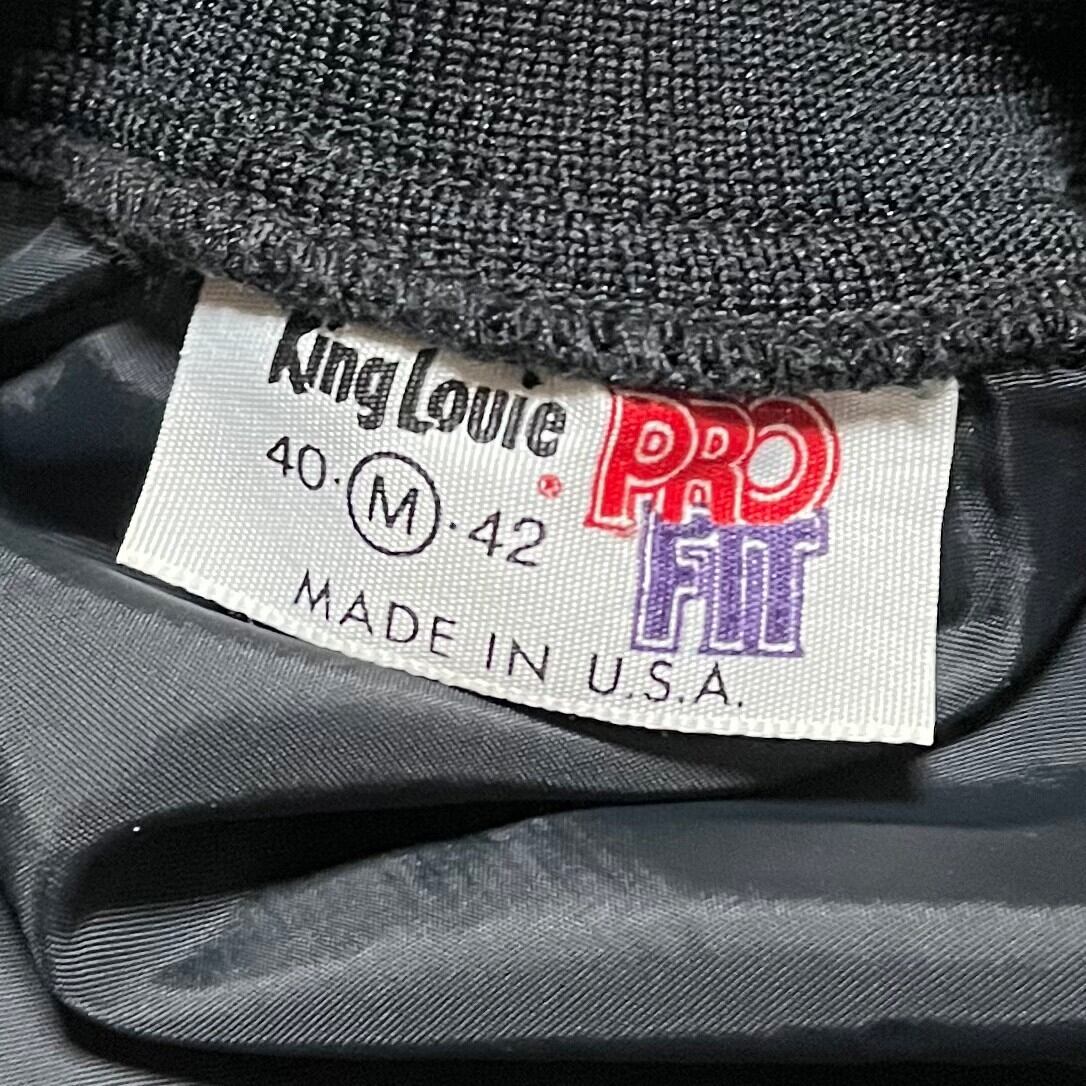 King Louie ®
40·M·42
MADE IN U.S.A.
PRO
FIT